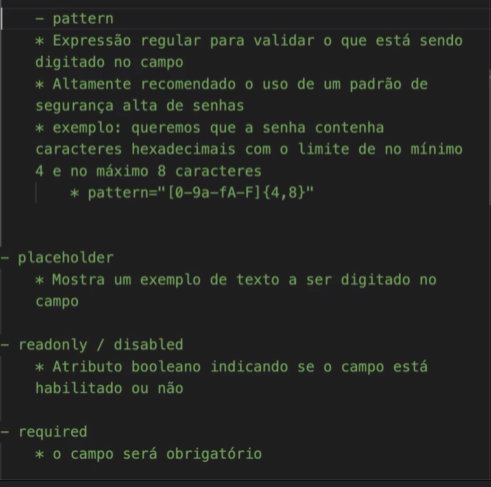 - pattern
* Expressão regular para validar o que está sendo
digitado no campo
* Altamente recomendado o uso de um padrão de
segurança alta de senhas
* exemplo: queremos que a senha contenha
caracteres hexadecimais com o limite de no mínimo
4 e no máximo 8 caracteres
* pattern="[0-9a-fA-F]{4,8}"
- placeholder
* Mostra um exemplo de texto a ser digitado no
campo
- readonly / disabled
* Atributo booleano indicando se o campo está
habilitado ou não
- required
* o campo será obrigatório